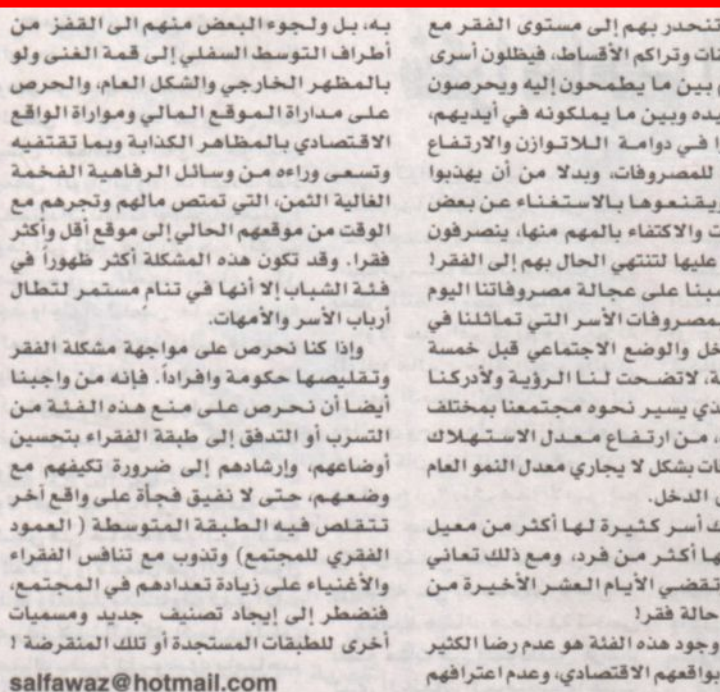 تنحدر بهم إلى مستوى الفقر مع
نات وتراكم الأقساط، فيظلون أسرى
بين ما يطمحون إليه ويحرصون
يده وبين ما يملكونه في أيديهم،
ا في دوامة اللاتوازن والارتفاع
للمصروفات، وبدلا من أن يهذبوا
يقنعوها بالاستغناء عن بعض
ت والاكتفاء بالمهم منها، ينصرفون
عليها لتنتهي الحال بهم إلى الفقر!
سبنا على عجالة مصروفاتنا اليوم
مصروفات الأسر التي تماثلنا في
خل والوضع الاجتماعي قبل خمسة
ة، لاتضحت لنا الرؤية ولأدركنا
ذي يسير نحوه مجتمعنا بمختلف
، من ارتفاع معدل الاستهلاك
ات بشكل لا يجاري معدل النمو العام
الدخل.
ك أسر كثيرة لها أكثر من معيل
ها أكثر من فرد، ومع ذلك تعاني
تقضي الأيام العشر الأخيرة من
حالة فقر!
وجود هذه الفئة هو عدم رضا الكثير
بواقعهم الاقتصادي، وعدم اعترافهم
به، بل ولجوء البعض منهم الى القفز من
أطراف التوسط السفلي إلى قمة الغنى ولو
بالمظهر الخارجي والشكل العام، والحرص
على مداراة الموقع المالي ومواراة الواقع
الاقتصادي بالمظاهر الكذابة وبما تقتفيه
وتسعى وراءه من وسائل الرفاهية الفخمة
الغالية الثمن، التي تمتص مالهم وتجرهم مع
الوقت من موقعهم الحالي إلى موقع أقل وأكثر
فقرا. وقد تكون هذه المشكلة أكثر ظهوراً في
فئة الشباب إلا أنها في تنام مستمر لتطال
أرباب الأسر والأمهات.
وإذا كنا نحرص على مواجهة مشكلة الفقر
وتقليصها حكومة وافراداً. فإنه من واجبنا
أيضا أن نحرص على منع هذه الفئة من
التسرب أو التدفق إلى طبقة الفقراء بتحسين
أوضاعهم، وإرشادهم إلى ضرورة تكيفهم مع
وضعهم، حتى لا نفيق فجأة على واقع أخر
تتقلص فيه الطبقة المتوسطة ( العمود
الفقري للمجتمع) وتذوب مع تنافس الفقراء
والأغنياء على زيادة تعدادهم في المجتمع،
فنضطر إلى إيجاد تصنيف جديد ومسميات
أخرى للطبقات المستجدة أو تلك المنقرضة !
salfawaz@hotmail.com